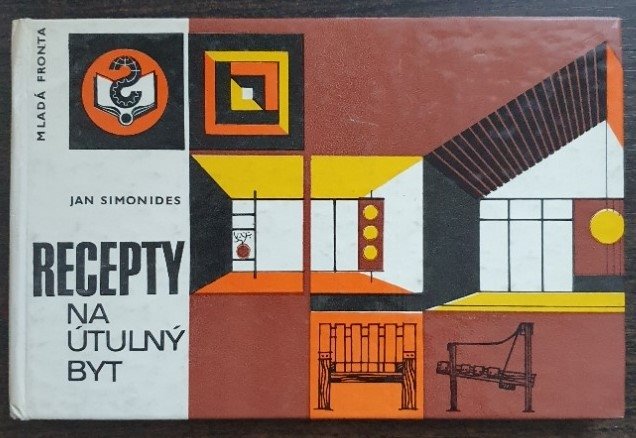 MLADÁ FRONTA
JAN SIMONIDES
RECEPTY
NA
ÚTULNÝ
BYT